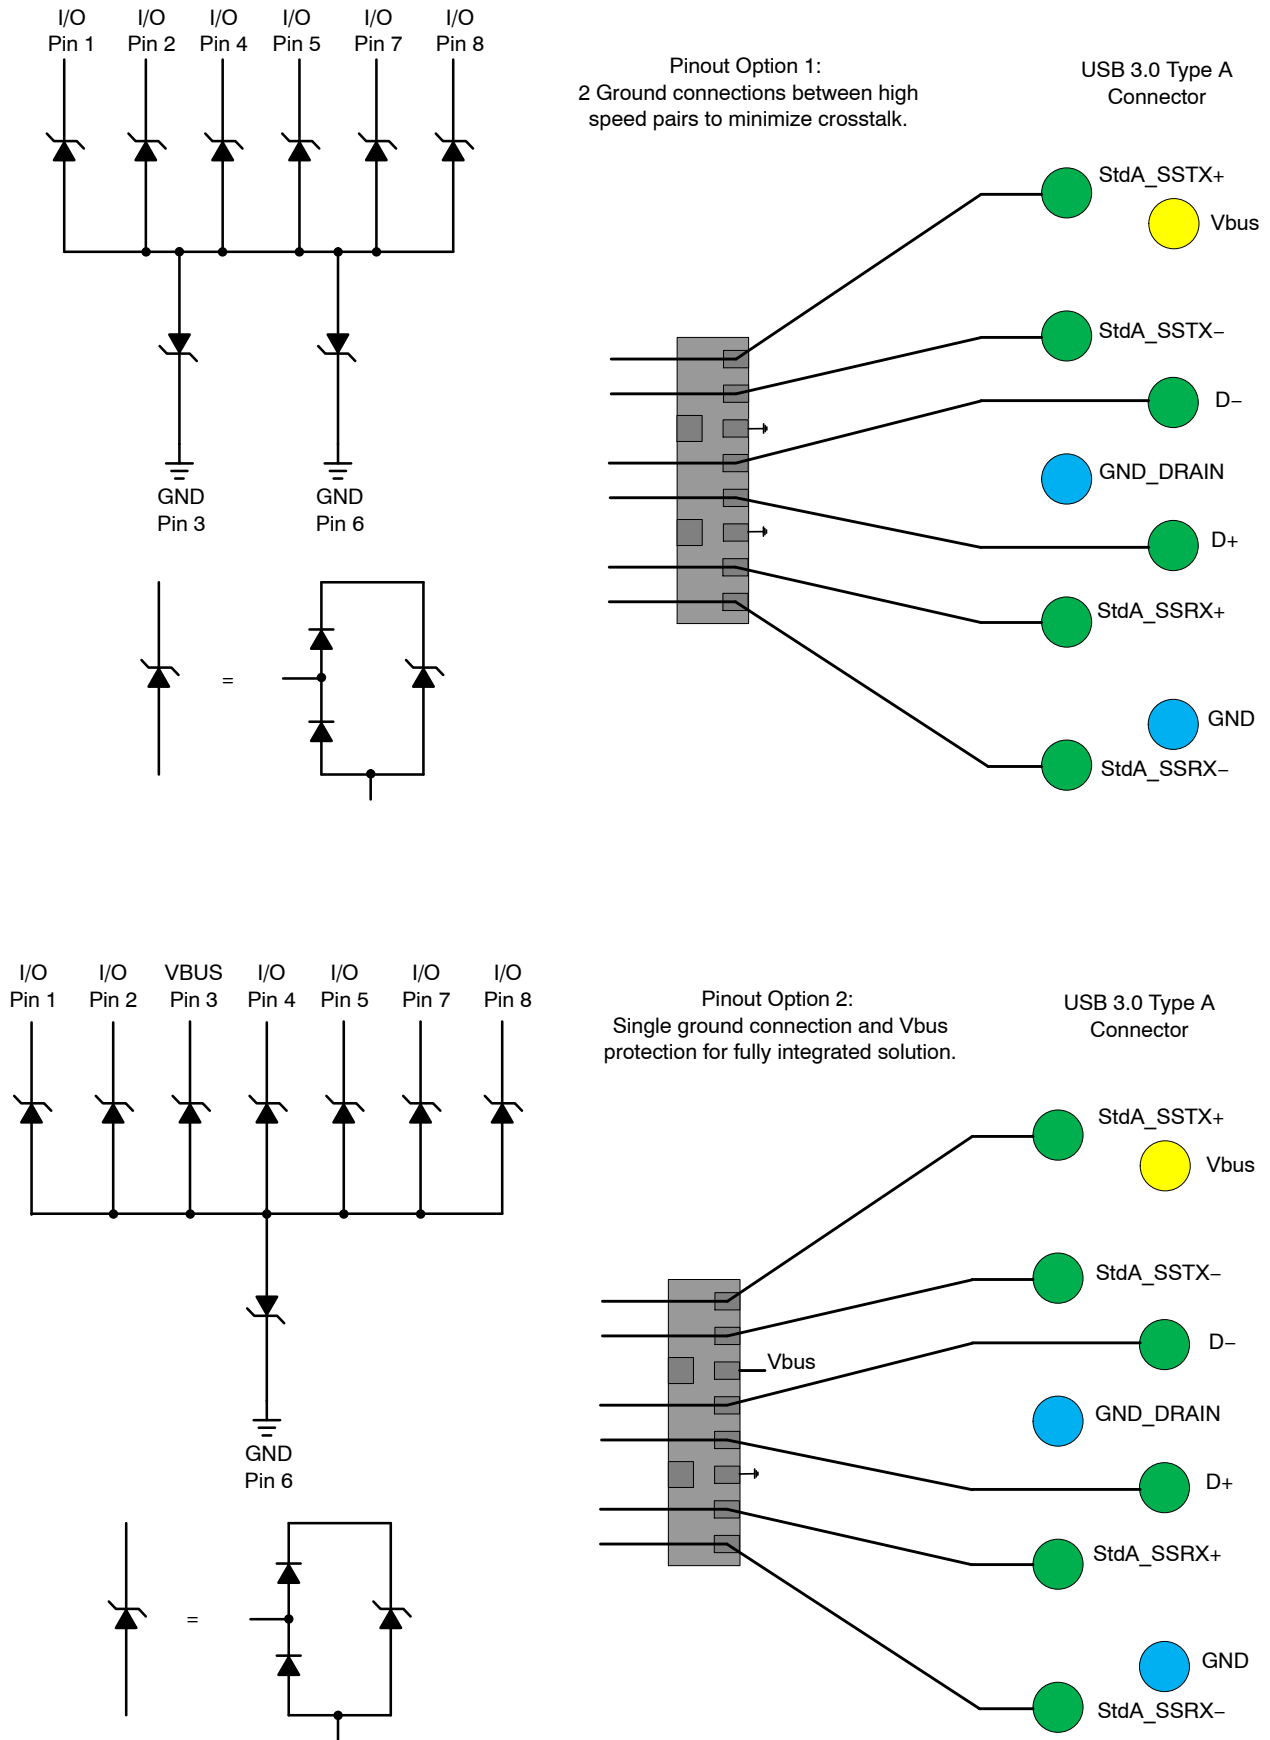 I/O I/O I/O I/O I/O I/O
Pin 1 Pin 2 Pin 4 Pin 5 Pin 7 Pin 8
GND GND
Pin 3 Pin 6
=
Pinout Option 1:
2 Ground connections between high
speed pairs to minimize crosstalk.
USB 3.0 Type A
Connector
StdA_SSTX+
Vbus
StdA_SSTX−
D−
GND_DRAIN
D+
StdA_SSRX+
GND
StdA_SSRX−
I/O I/O VBUS I/O I/O I/O I/O
Pin 1 Pin 2 Pin 3 Pin 4 Pin 5 Pin 7 Pin 8
GND
Pin 6
=
Pinout Option 2:
Single ground connection and Vbus
protection for fully integrated solution.
USB 3.0 Type A
Connector
StdA_SSTX+
Vbus
StdA_SSTX−
D−
Vbus
GND_DRAIN
D+
StdA_SSRX+
GND
StdA_SSRX−